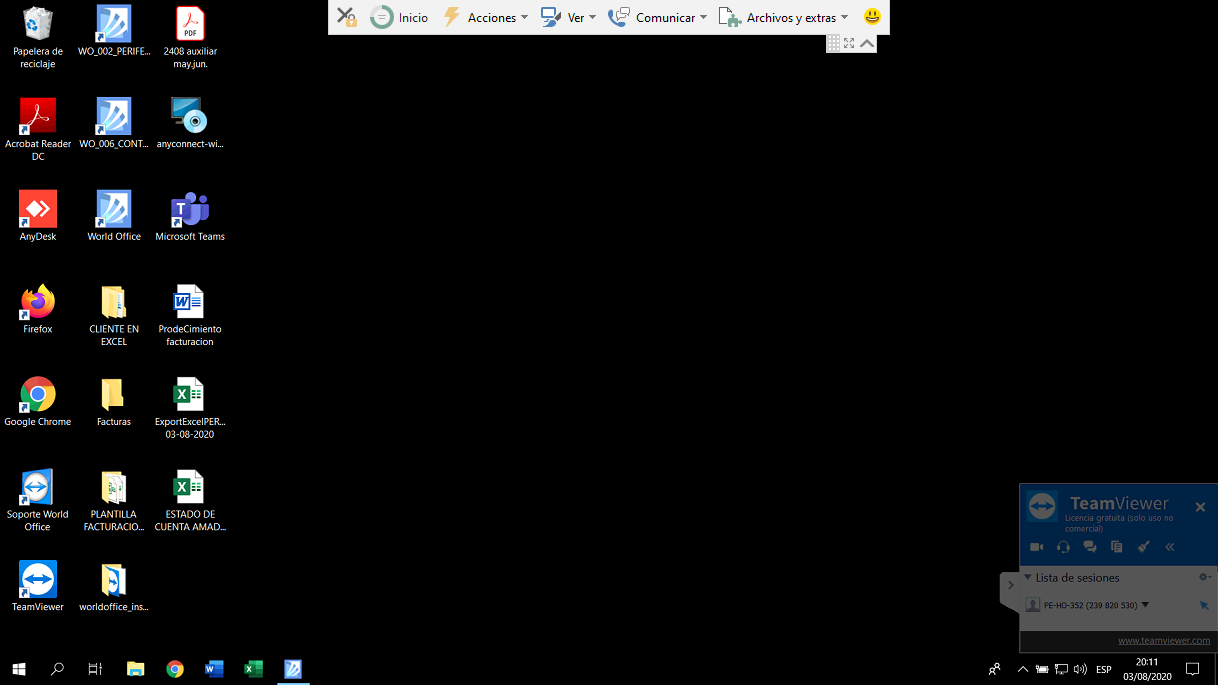 Inicio
Acciones
Ver
Comunicar
Archivos y extras
Papelera de
reciclaje
WO_002_PERIFE...
PDF
2408 auxiliar
may.jun.
Acrobat Reader
DC
WO_006_CONT...
anyconnect-wi...
AnyDesk
World Office
T
Microsoft Teams
Firefox
CLIENTE EN
EXCEL
W
ProdeCimiento
facturacion
Google Chrome
Facturas
X
ExportExcelPER...
03-08-2020
Soporte World
Office
PLANTILLA
FACTURACIO...
X
ESTADO DE
CUENTA AMAD...
TeamViewer
worldoffice_ins...
TeamViewer
Licencia gratuita (solo uso no
comercial)
Lista de sesiones
PE-HO-352 (239 820 530)
www.teamviewer.com
W
X
ESP
20:11
03/08/2020